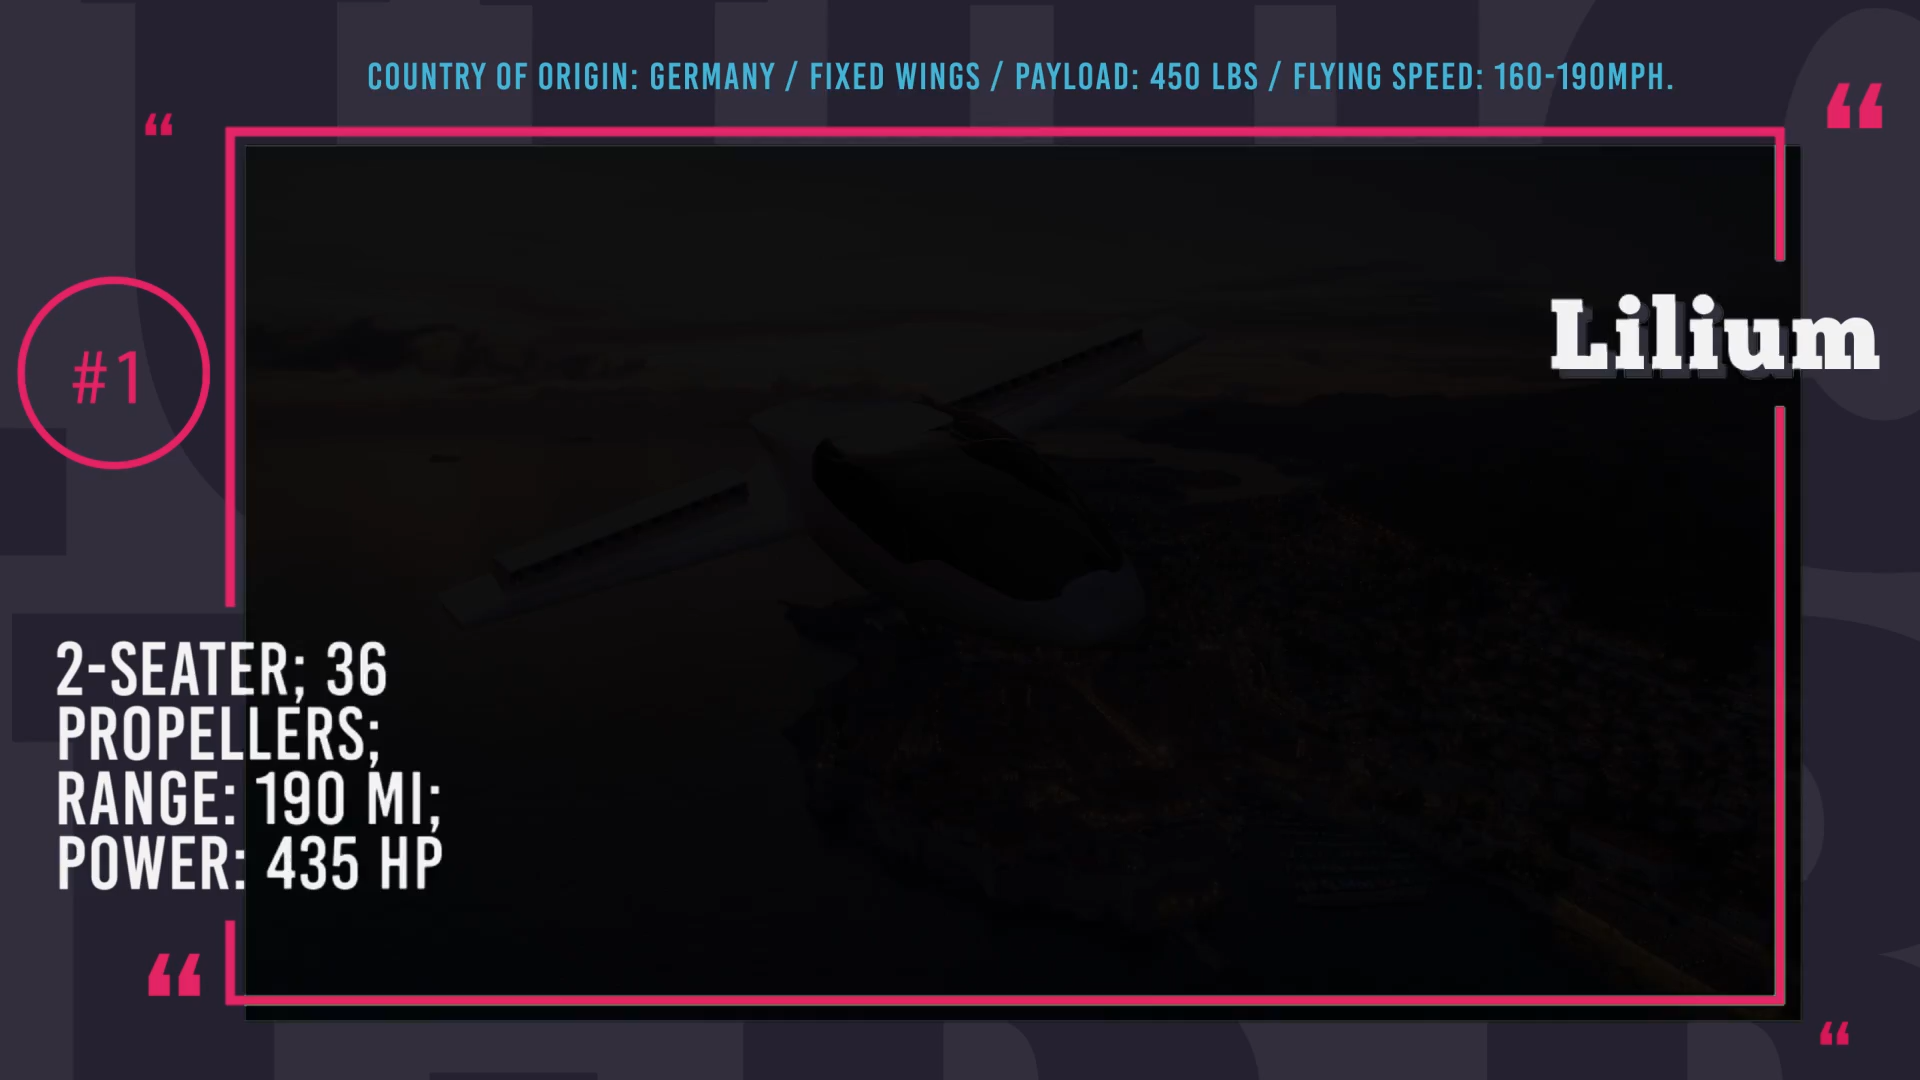 COUNTRY OF ORIGIN: GERMANY / FIXED WINGS / PAYLOAD: 450 LBS / FLYING SPEED: 160-190MPH.
#1
Lilium
2-SEATER; 36
PROPELLERS;
RANGE: 190 MI;
POWER: 435 HP